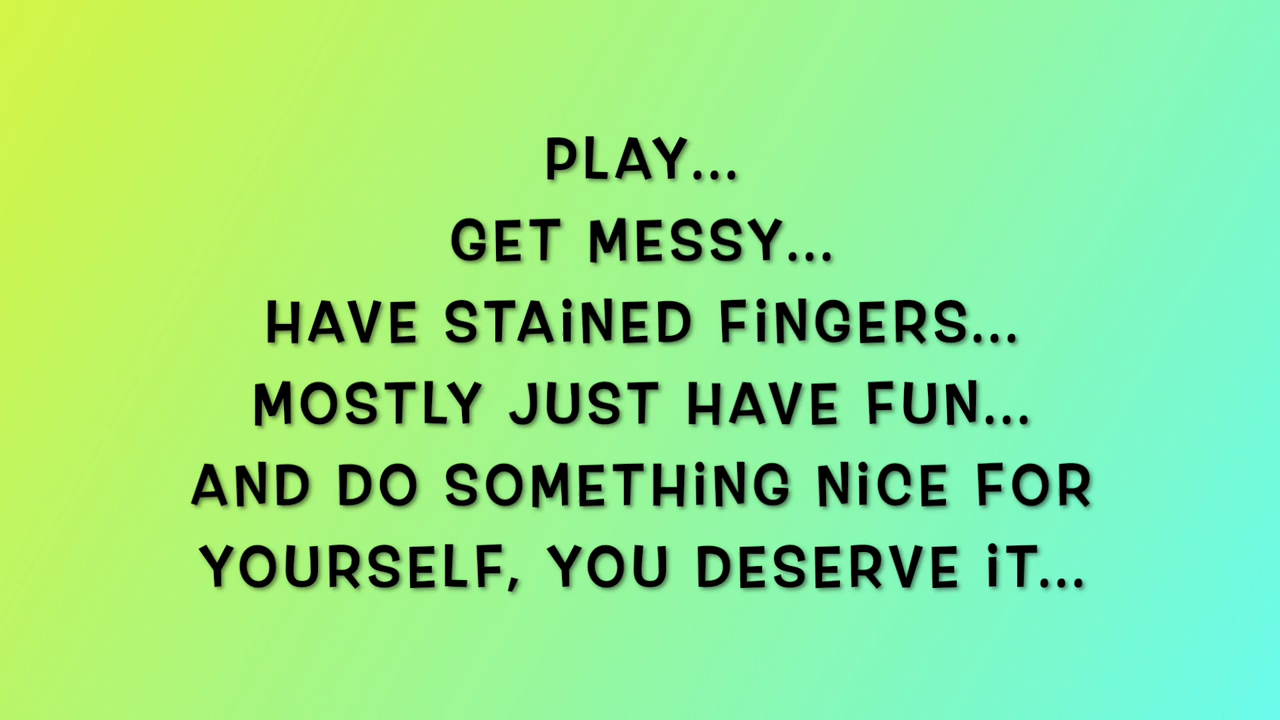 PLAY...
GET MESSY...
HAVE STAiNED FiNGERS...
MOSTLY JUST HAVE FUN...
AND DO SOMETHiNG NiCE FOR
YOURSELF, YOU DESERVE iT...